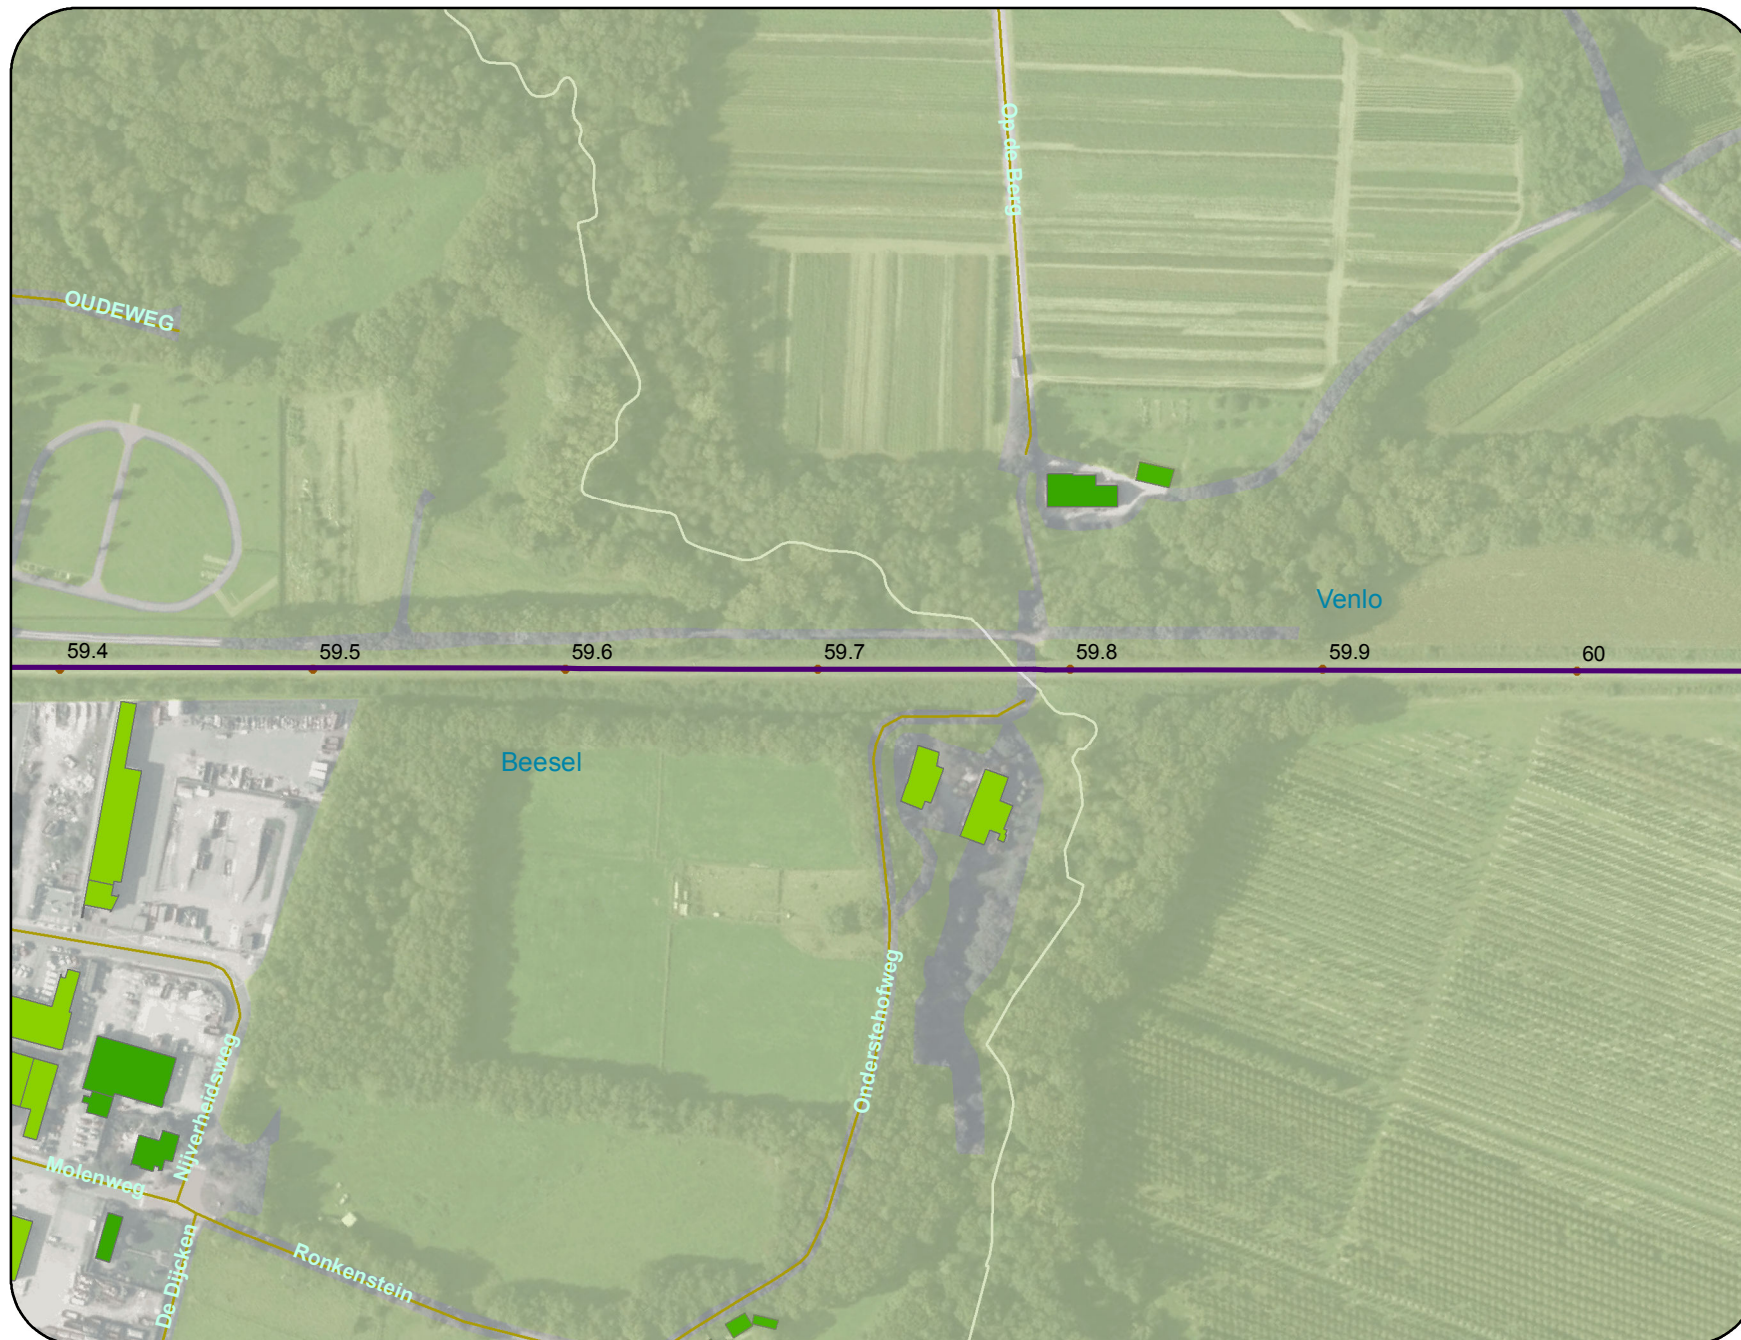 Op de Berg
OUDEWEG
Venlo
59.4 59.5 59.6 59.7 59.8 59.9 60
Beesel
Onderstehofweg
Nijverheidsweg
Molenweg
De Dijcken
Ronkenstein